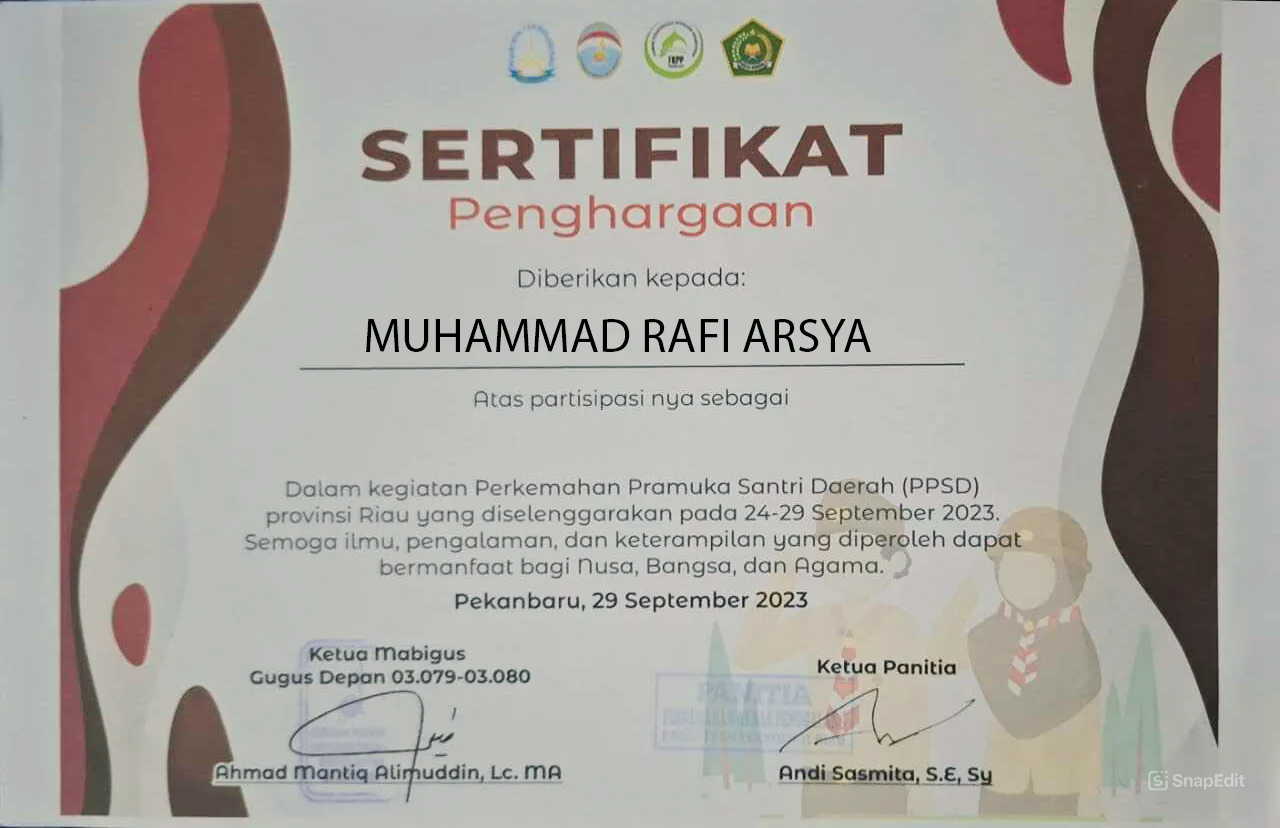 FKPP
SERTIFIKAT
Penghargaan
Diberikan kepada:
MUHAMMAD RAFI ARSYA
Atas partisipasi nya sebagai
Dalam kegiatan Perkemahan Pramuka Santri Daerah (PPSD)
provinsi Riau yang diselenggarakan pada 24-29 September 2023.
Semoga ilmu, pengalaman, dan keterampilan yang diperoleh dapat
bermanfaat bagi Nusa, Bangsa, dan Agama.
Pekanbaru, 29 September 2023
Ketua Mabigus
Gugus Depan 03.079-03.080
Ahmad Mantiq Alimuddin, Lc. MA
Ketua Panitia
PANITIA
Andi Sasmita, S.E, Sy
SnapEdit